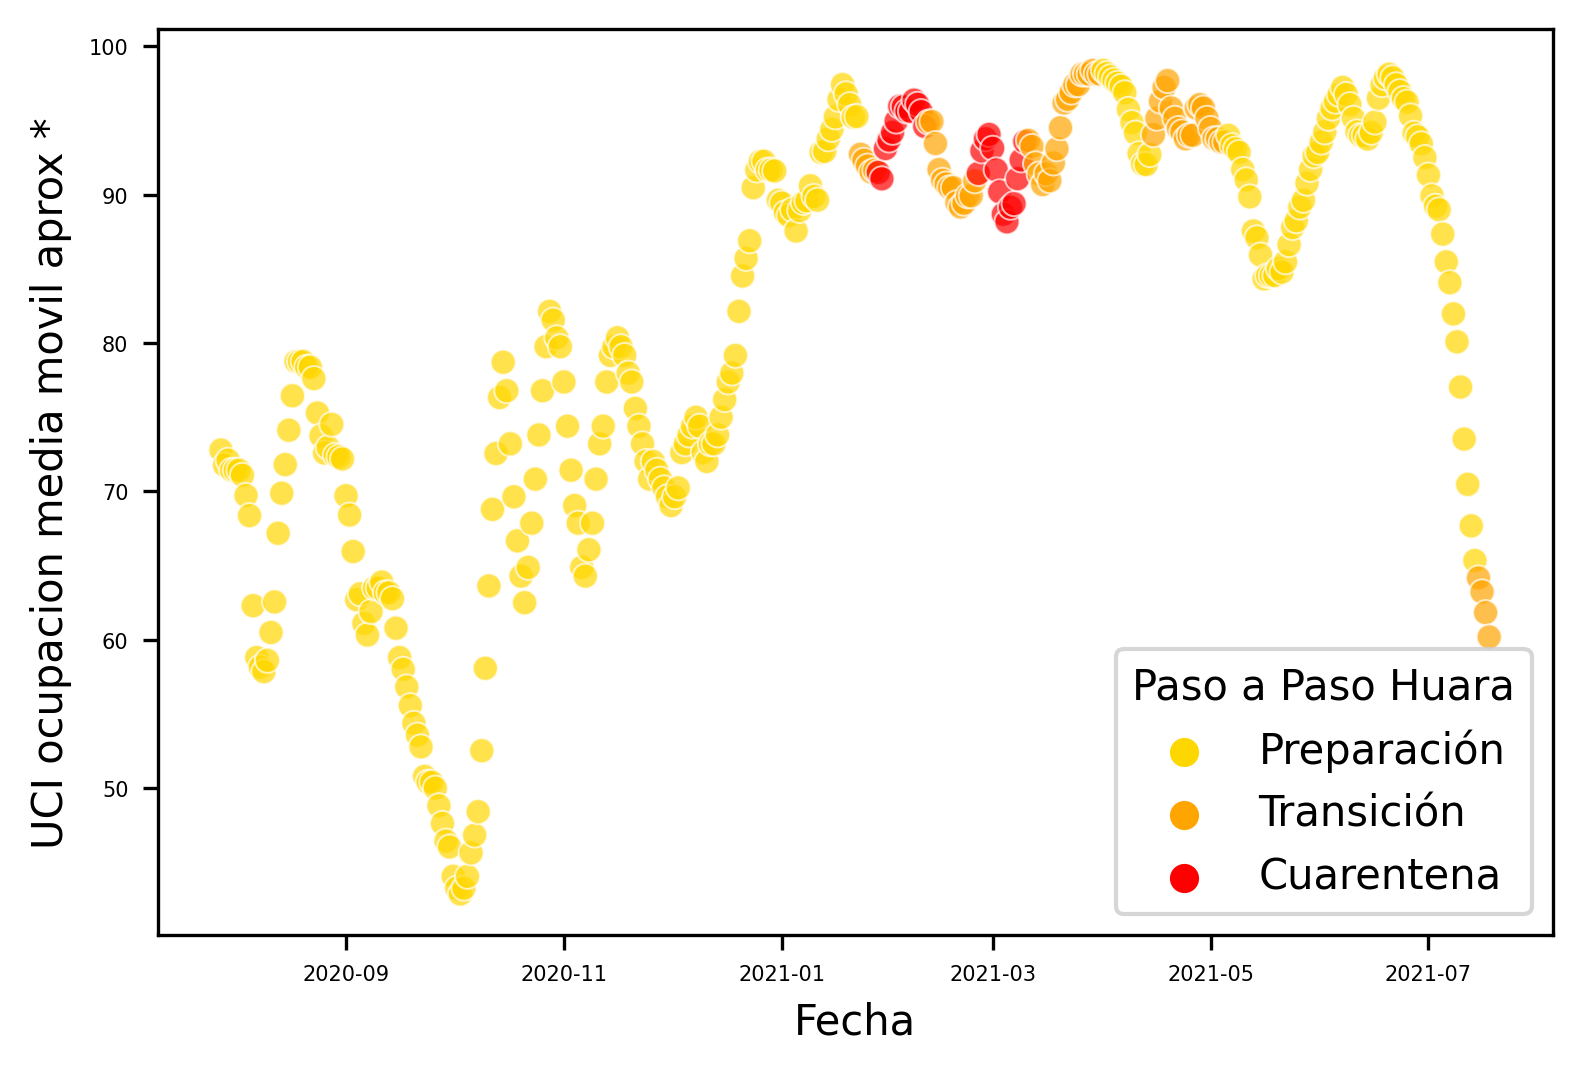 100
90
80
70
60
50
UCI ocupacion media movil aprox *
2020-09
2020-11
2021-01
2021-03
2021-05
2021-07
Fecha
Paso a Paso Huara
Preparación
Transición
Cuarentena